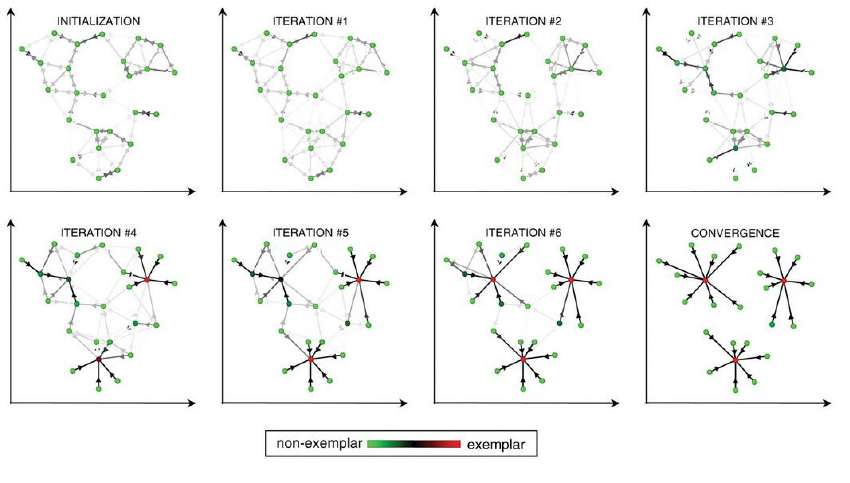 INITIALIZATION
ITERATION #1
ITERATION #2
ITERATION #3
ITERATION #4
ITERATION #5
ITERATION #6
CONVERGENCE
non-exemplar exemplar